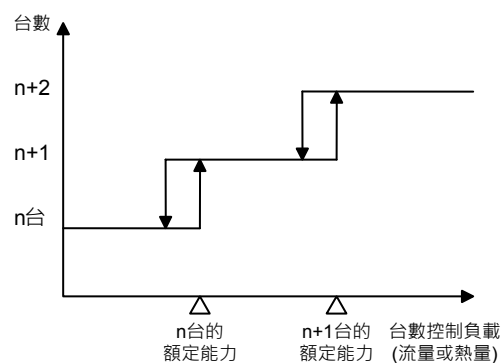 台數
n+2
n+1
n台
n台的
額定能力
n+1台的
額定能力
台數控制負載
(流量或熱量)